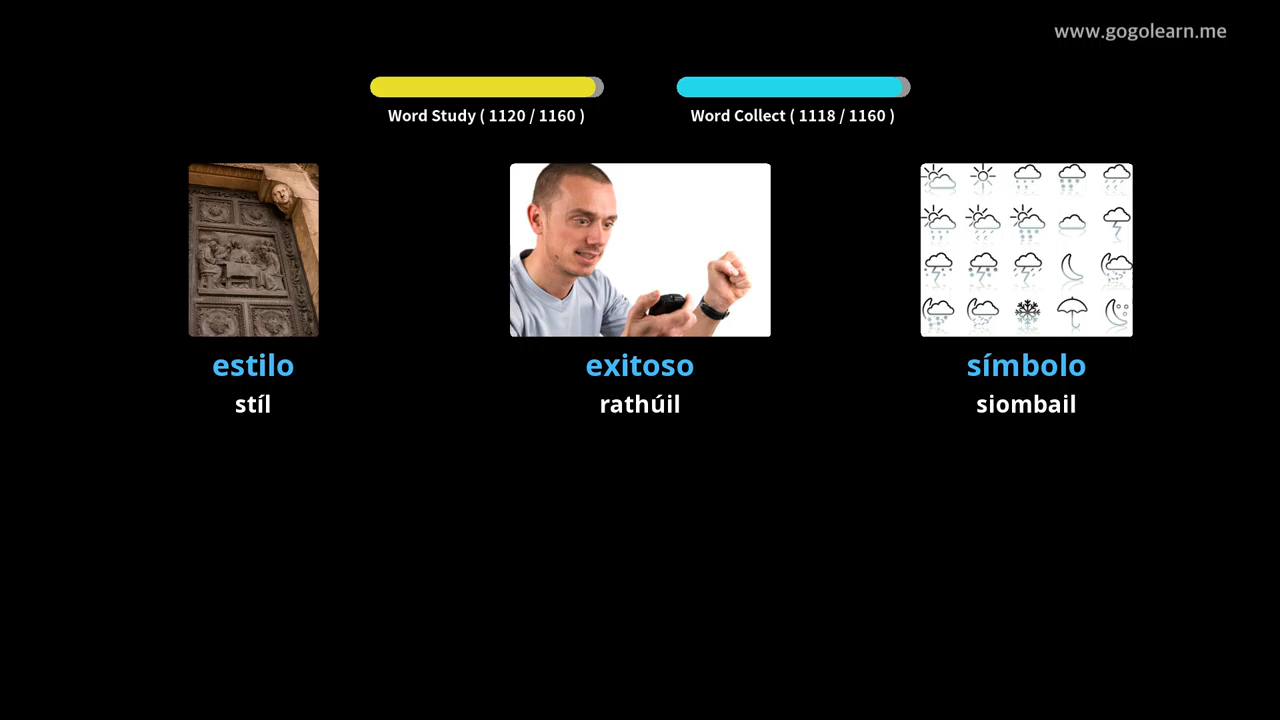 www.gogolearn.me
Word Study ( 1120 / 1160 )
Word Collect ( 1118 / 1160 )
estilo
exitoso
símbolo
stíl
rathúil
siombail